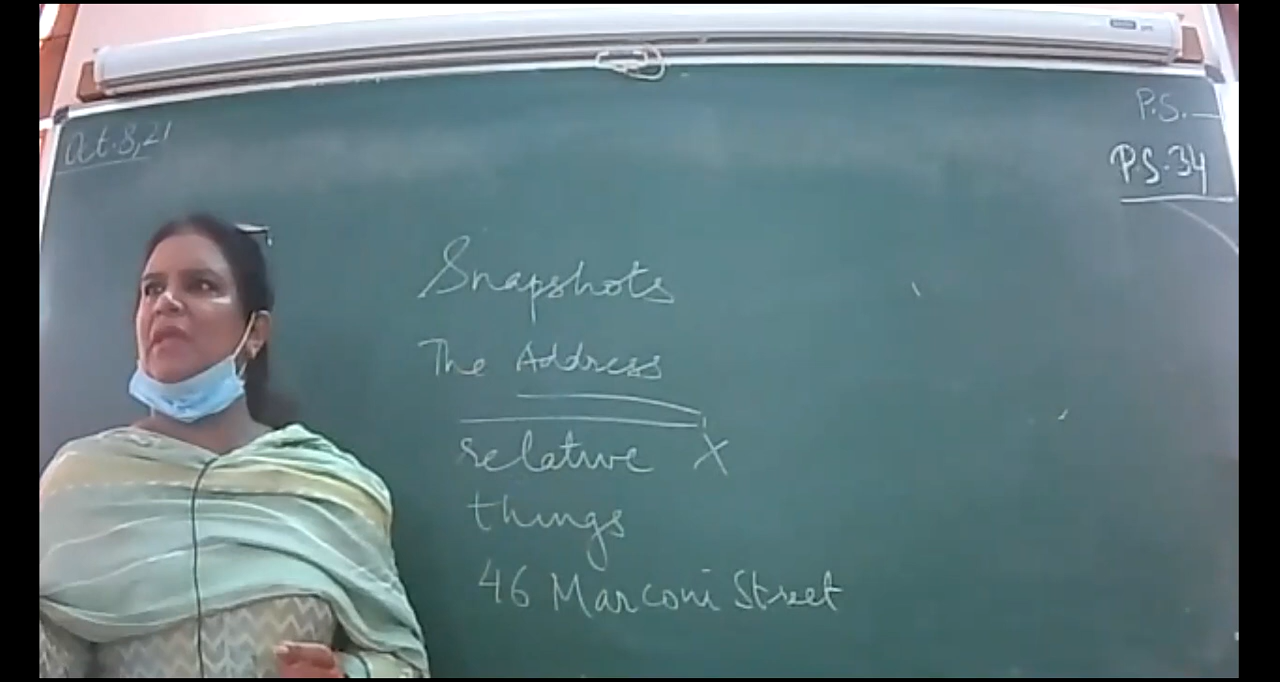 Oct. 8, 21
P.S. —
P.S. 34
Snapshots
The Address
relative X
things
46 Marconi Street